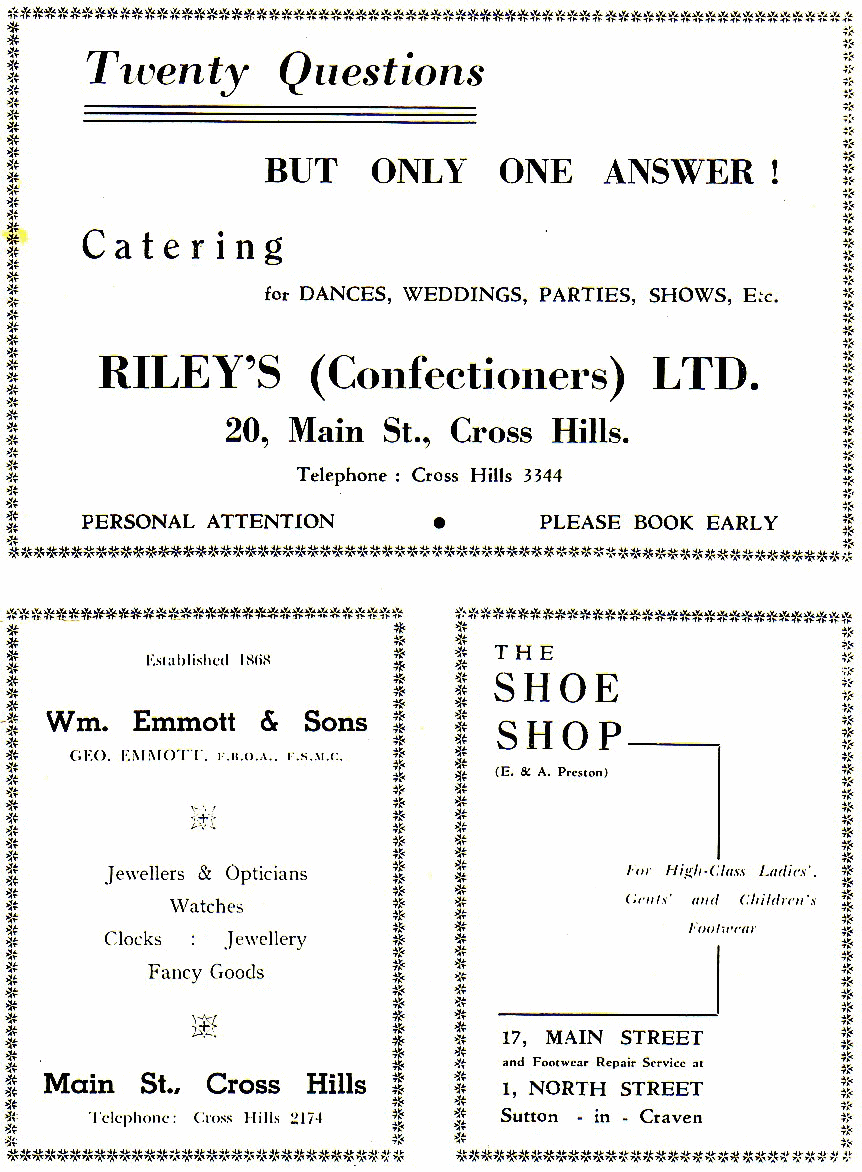 Twenty Questions
BUT ONLY ONE ANSWER !
Catering
for DANCES, WEDDINGS, PARTIES, SHOWS, Etc.
RILEY'S (Confectioners) LTD.
20, Main St., Cross Hills.
Telephone : Cross Hills 3344
PERSONAL ATTENTION ● PLEASE BOOK EARLY
Established 1868
Wm. Emmott & Sons
GEO. EMMOTT, F.B.O.A., F.S.M.C.
Jewellers & Opticians
Watches
Clocks : Jewellery
Fancy Goods
Main St., Cross Hills
Telephone: Cross Hills 2174
THE
SHOE
SHOP
(E. & A. Preston)
For High-Class Ladies',
Gents' and Children's
Footwear
17, MAIN STREET
and Footwear Repair Service at
1, NORTH STREET
Sutton - in - Craven